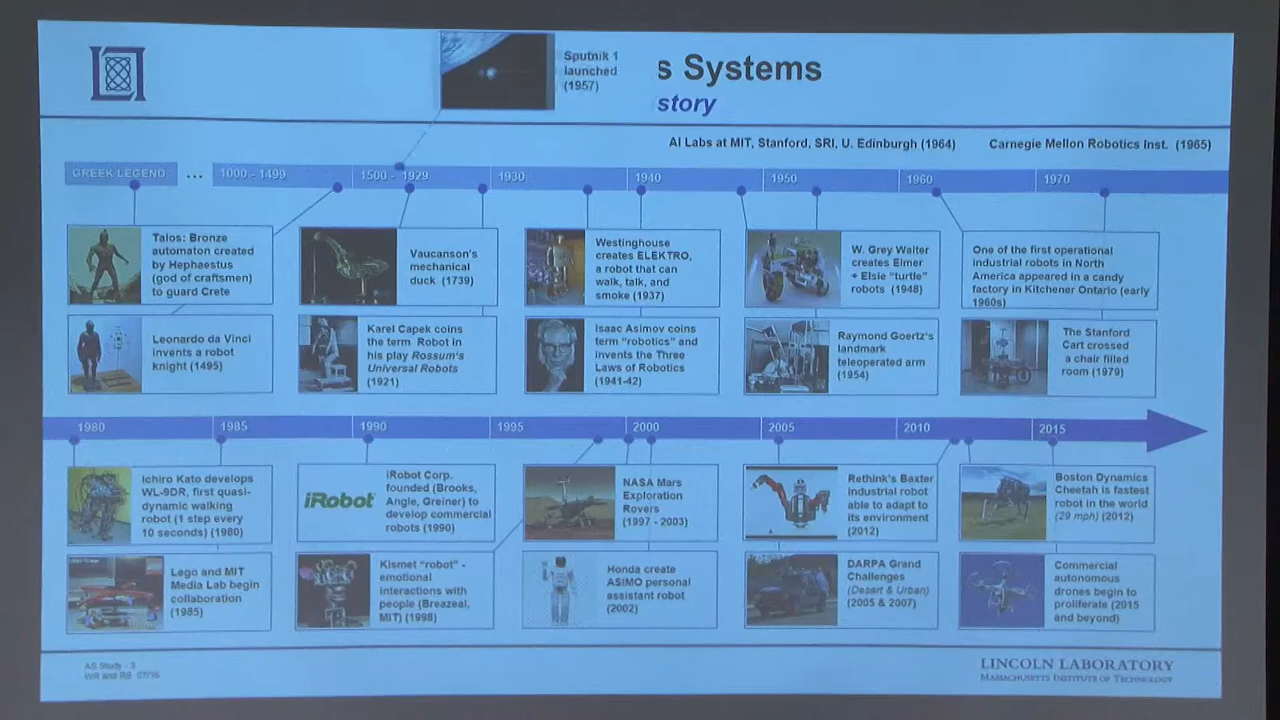 Sputnik 1
launched
(1957)
s Systems
story
AI Labs at MIT, Stanford, SRI, U. Edinburgh (1964)
Carnegie Mellon Robotics Inst. (1965)
GREEK LEGEND
...
1000 - 1499
1500 - 1929
1930
1940
1950
1960
1970
Talos: Bronze
automaton created
by Hephaestus
(god of craftsmen)
to guard Crete
Vaucanson's
mechanical
duck (1739)
Westinghouse
creates ELEKTRO,
a robot that can
walk, talk, and
smoke (1937)
W. Grey Walter
creates Elmer
+ Elsie "turtle"
robots (1948)
One of the first operational
industrial robots in North
America appeared in a candy
factory in Kitchener Ontario (early
1960s)
Leonardo da Vinci
invents a robot
knight (1495)
Karel Capek coins
the term Robot in
his play Rossum's
Universal Robots
(1921)
Isaac Asimov coins
term "robotics" and
invents the Three
Laws of Robotics
(1941-42)
Raymond Goertz's
landmark
teleoperated arm
(1954)
The Stanford
Cart crossed
a chair filled
room (1979)
1980
1985
1990
1995
2000
2005
2010
2015
Ichiro Kato develops
WL-9DR, first quasi-
dynamic walking
robot (1 step every
10 seconds) (1980)
iRobot
iRobot Corp.
founded (Brooks,
Angle, Greiner) to
develop commercial
robots (1990)
NASA Mars
Exploration
Rovers
(1997 - 2003)
Rethink's Baxter
industrial robot
able to adapt to
its environment
(2012)
Boston Dynamics
Cheetah is fastest
robot in the world
(29 mph) (2012)
Lego and MIT
Media Lab begin
collaboration
(1985)
Kismet "robot" -
emotional
interactions with
people (Breazeal,
MIT) (1998)
Honda create
ASIMO personal
assistant robot
(2002)
DARPA Grand
Challenges
(Desert & Urban)
(2005 & 2007)
Commercial
autonomous
drones begin to
proliferate (2015
and beyond)
AS Study - 3
WR and RS 07/16
LINCOLN LABORATORY
MASSACHUSETTS INSTITUTE OF TECHNOLOGY